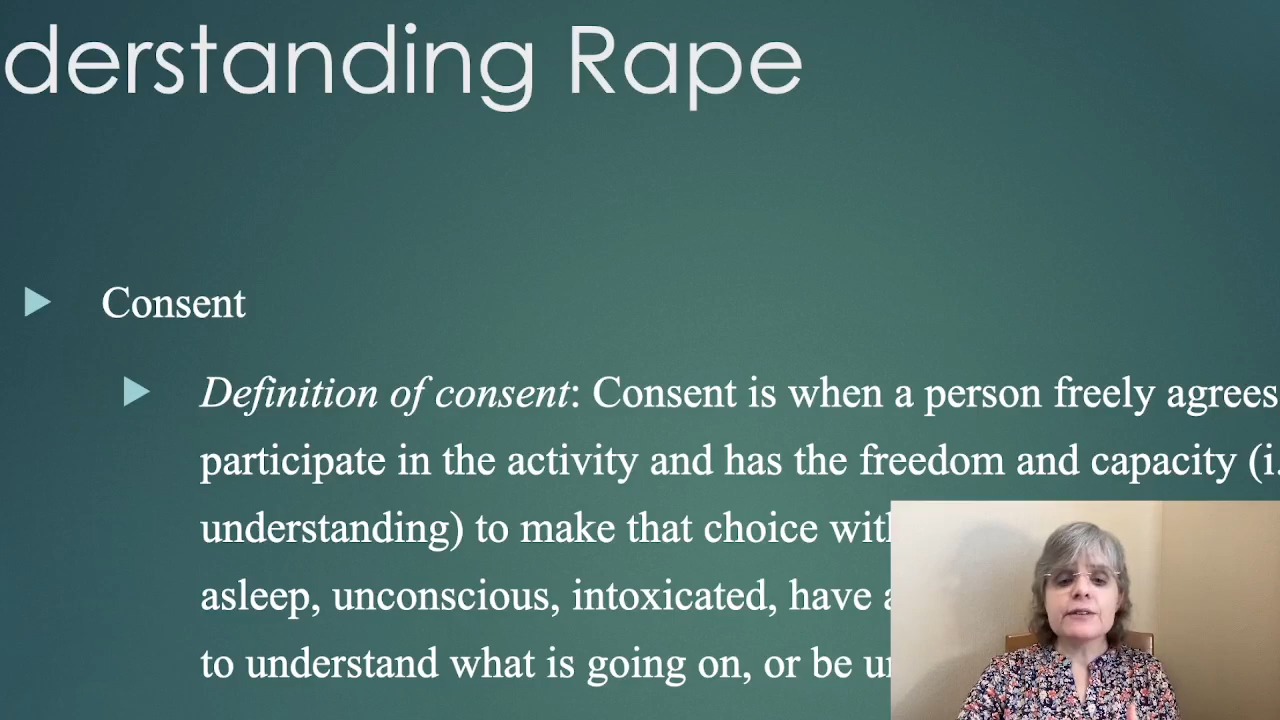 derstanding Rape
Consent
Definition of consent: Consent is when a person freely agrees
participate in the activity and has the freedom and capacity (i.
understanding) to make that choice with
asleep, unconscious, intoxicated, have a
to understand what is going on, or be un